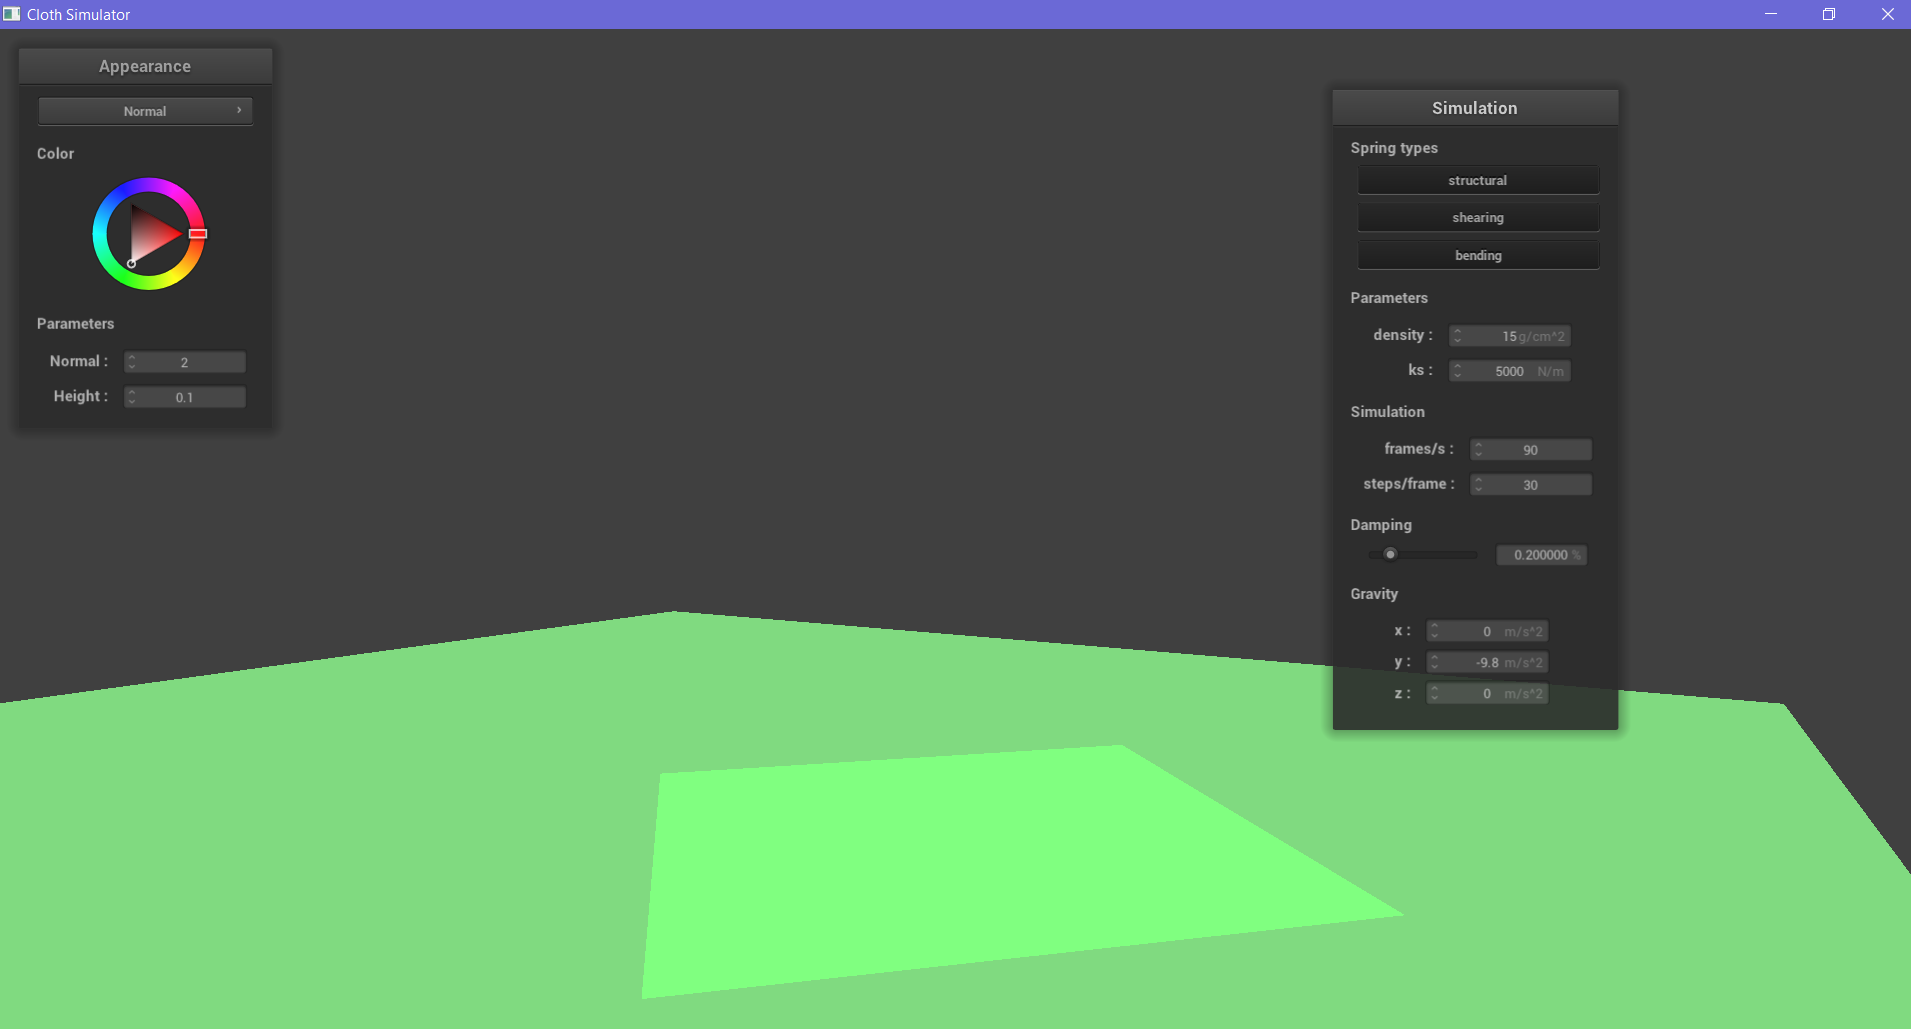 Cloth Simulator
Appearance
Normal
Color
Parameters
Normal : 2
Height : 0.1
Simulation
Spring types
structural
shearing
bending
Parameters
density : 15 g/cm^2
ks : 5000 N/m
Simulation
frames/s : 90
steps/frame : 30
Damping
0.200000 %
Gravity
x : 0 m/s^2
y : -9.8 m/s^2
z : 0 m/s^2